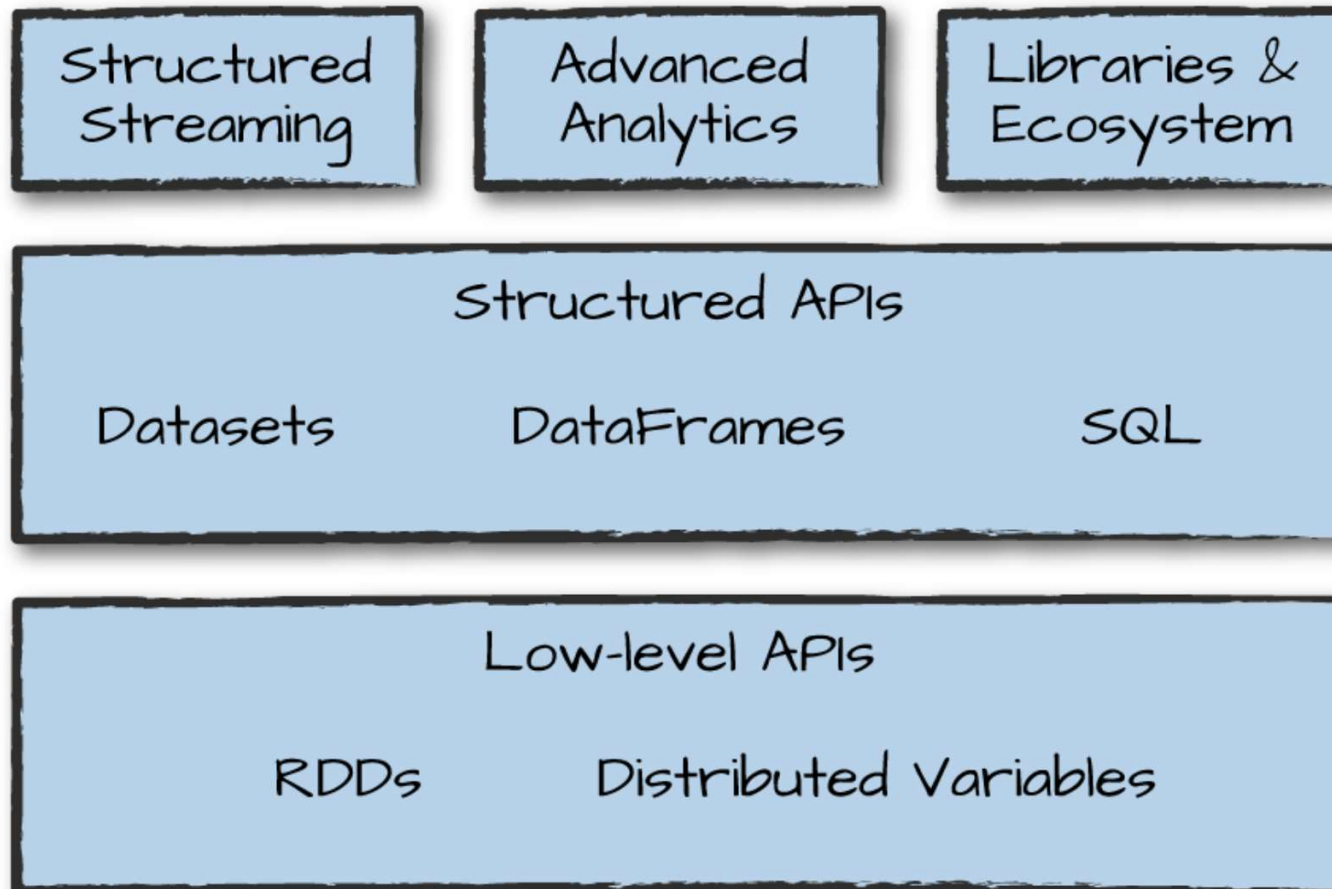 Structured
Streaming
Advanced
Analytics
Libraries &
Ecosystem
Structured APIs
Datasets
DataFrames
SQL
Low-level APIs
RDDs
Distributed Variables